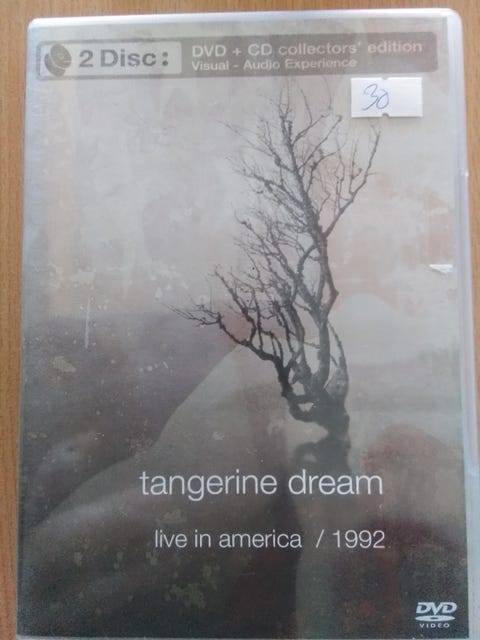 2 Disc:
DVD + CD collectors' edition
Visual - Audio Experience
30
tangerine dream
live in america / 1992
DVD
VIDEO